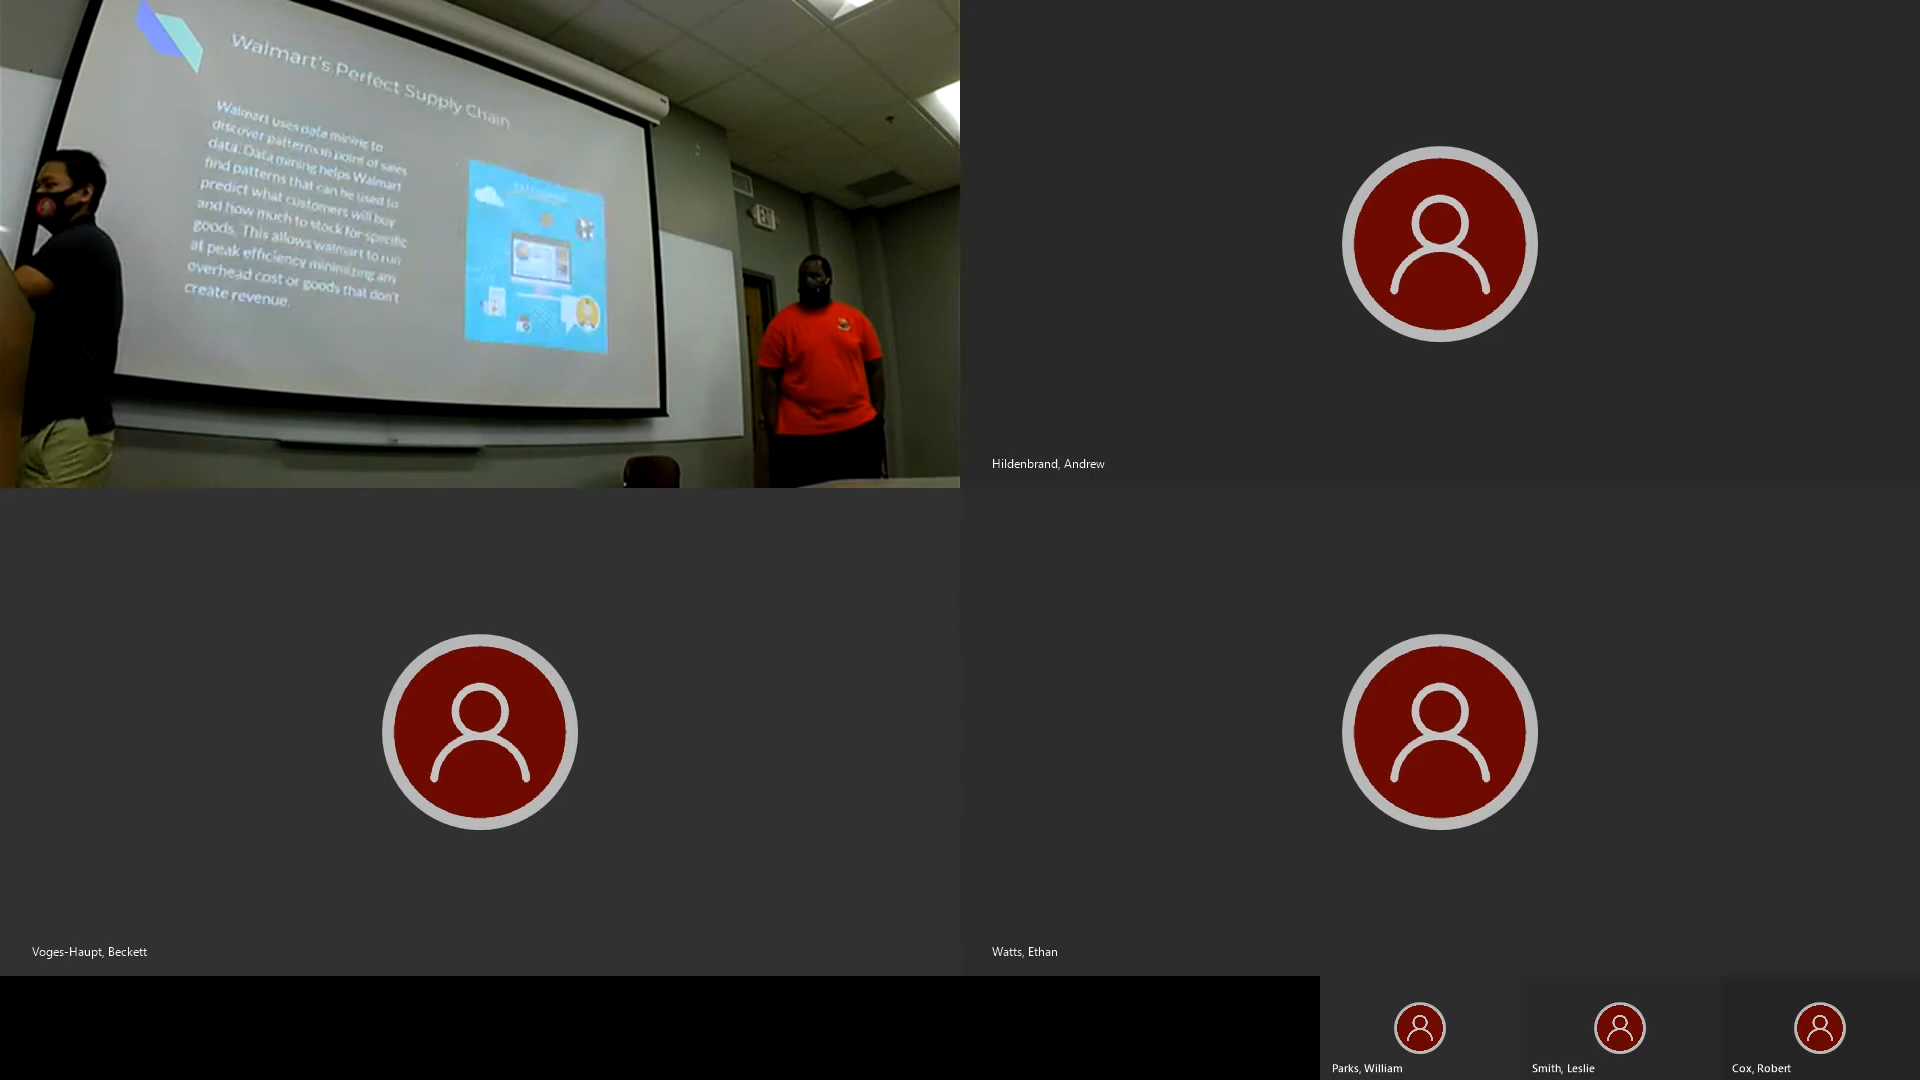 Walmart's Perfect Supply Chain
Walmart uses data mining to
discover patterns in point of sales
data. Data mining helps Walmart
find patterns that can be used to
predict what customers will buy
and how much to stock for specific
goods. This allows walmart to run
at peak efficiency minimizing any
overhead cost or goods that don't
create revenue.
EXIT
Hildenbrand, Andrew
Voges-Haupt, Beckett
Watts, Ethan
Parks, William
Smith, Leslie
Cox, Robert